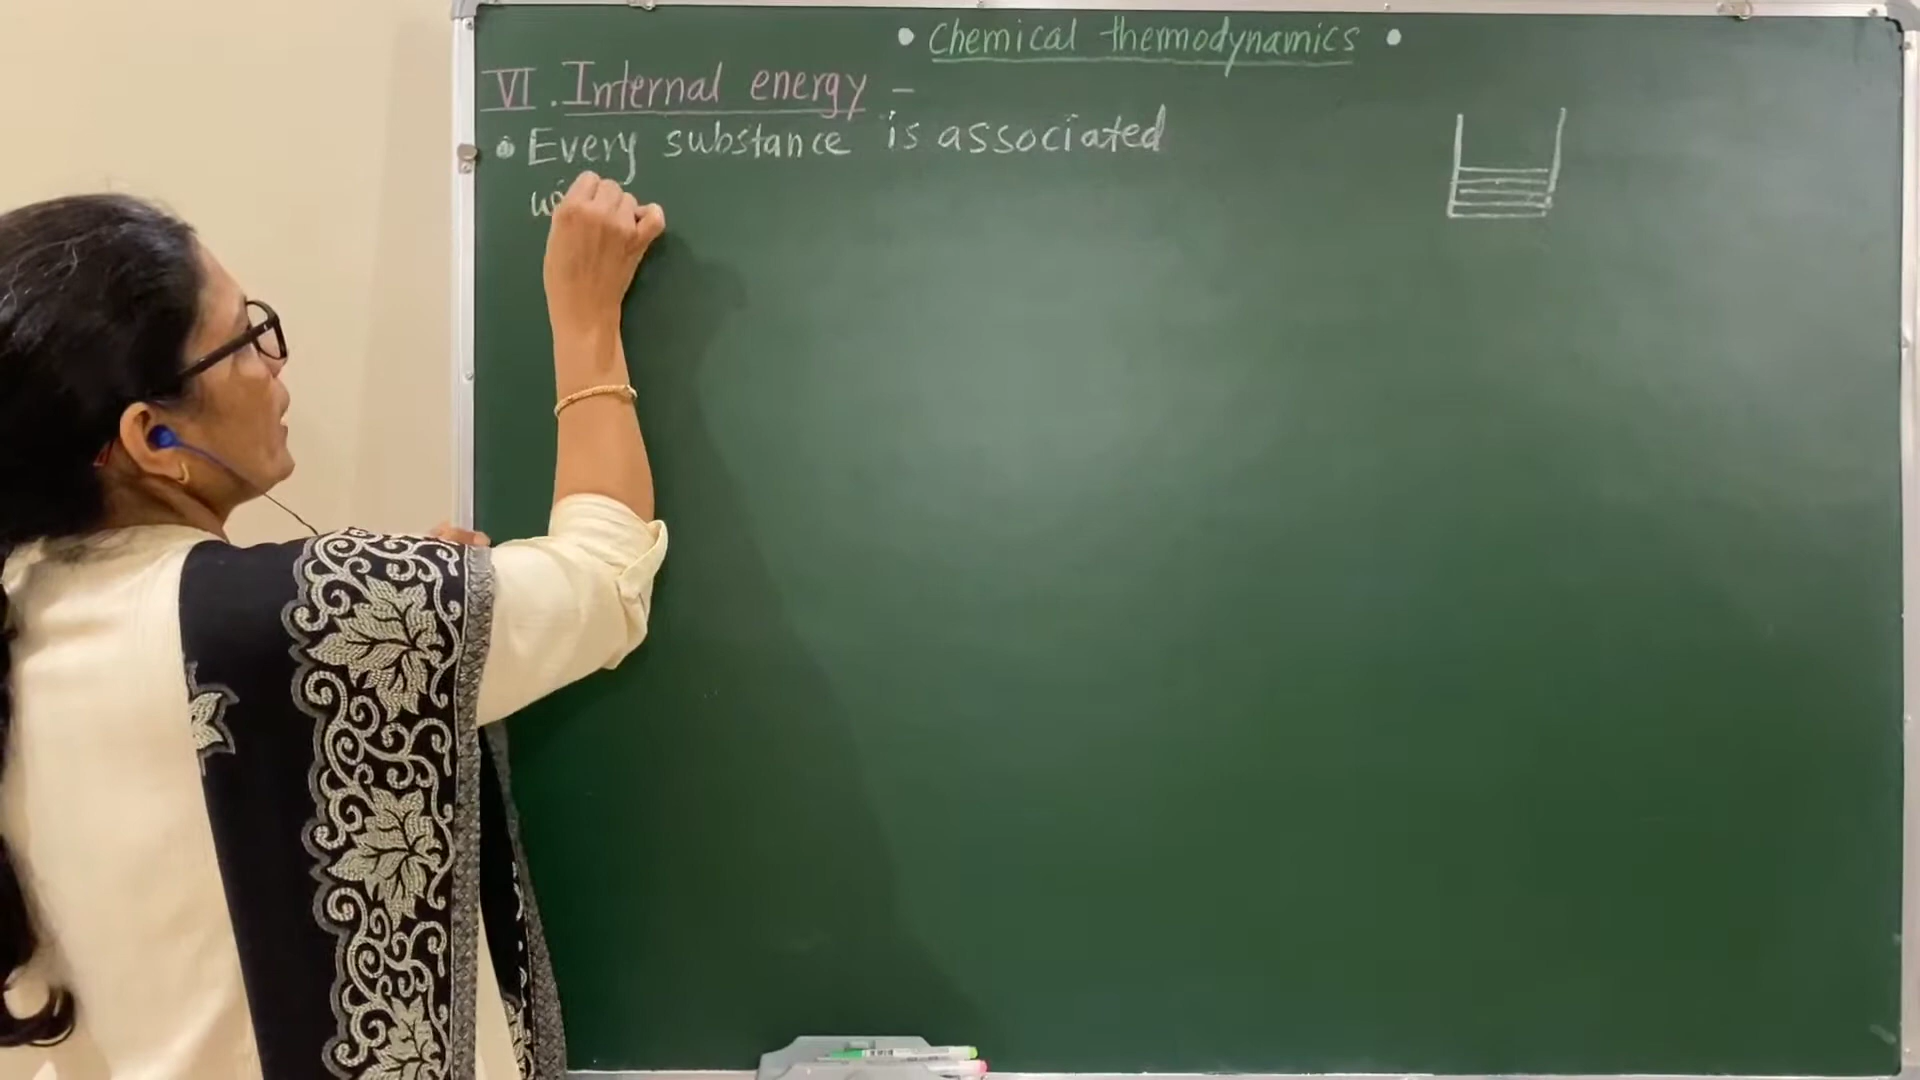 • Chemical thermodynamics •
VI. Internal energy -
• Every substance is associated